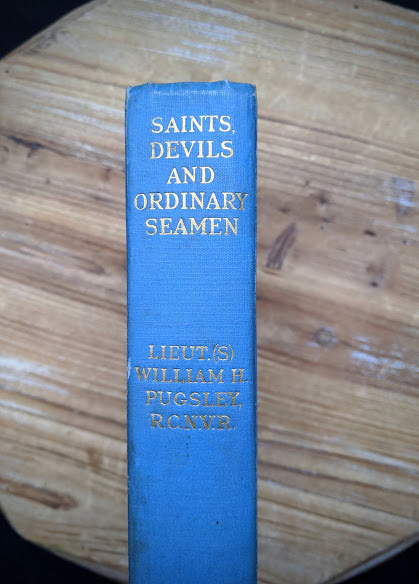 SAINTS,
DEVILS
AND
ORDINARY
SEAMEN
LIEUT.(S)
WILLIAM H.
PUGSLEY,
R.C.N.V.R.